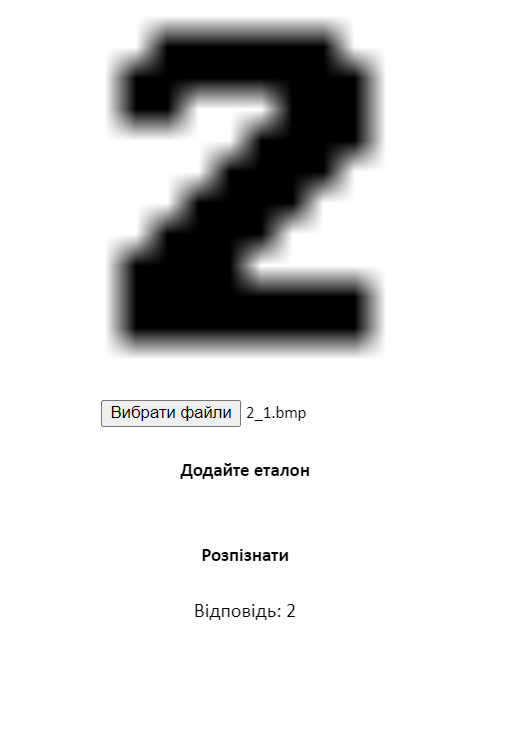 2
Вибрати файли 2_1.bmp
Додайте еталон
Розпізнати
Відповідь: 2